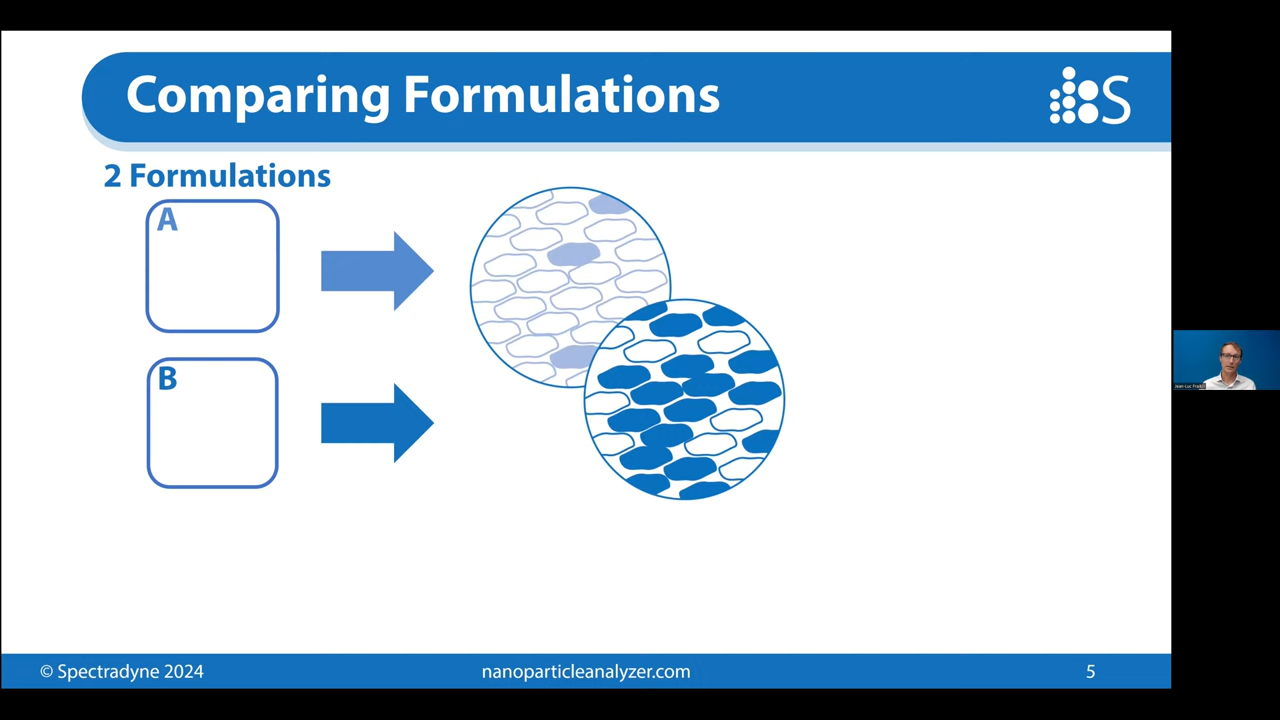 Comparing Formulations
S
2 Formulations
A
B
© Spectradyne 2024
nanoparticleanalyzer.com
5